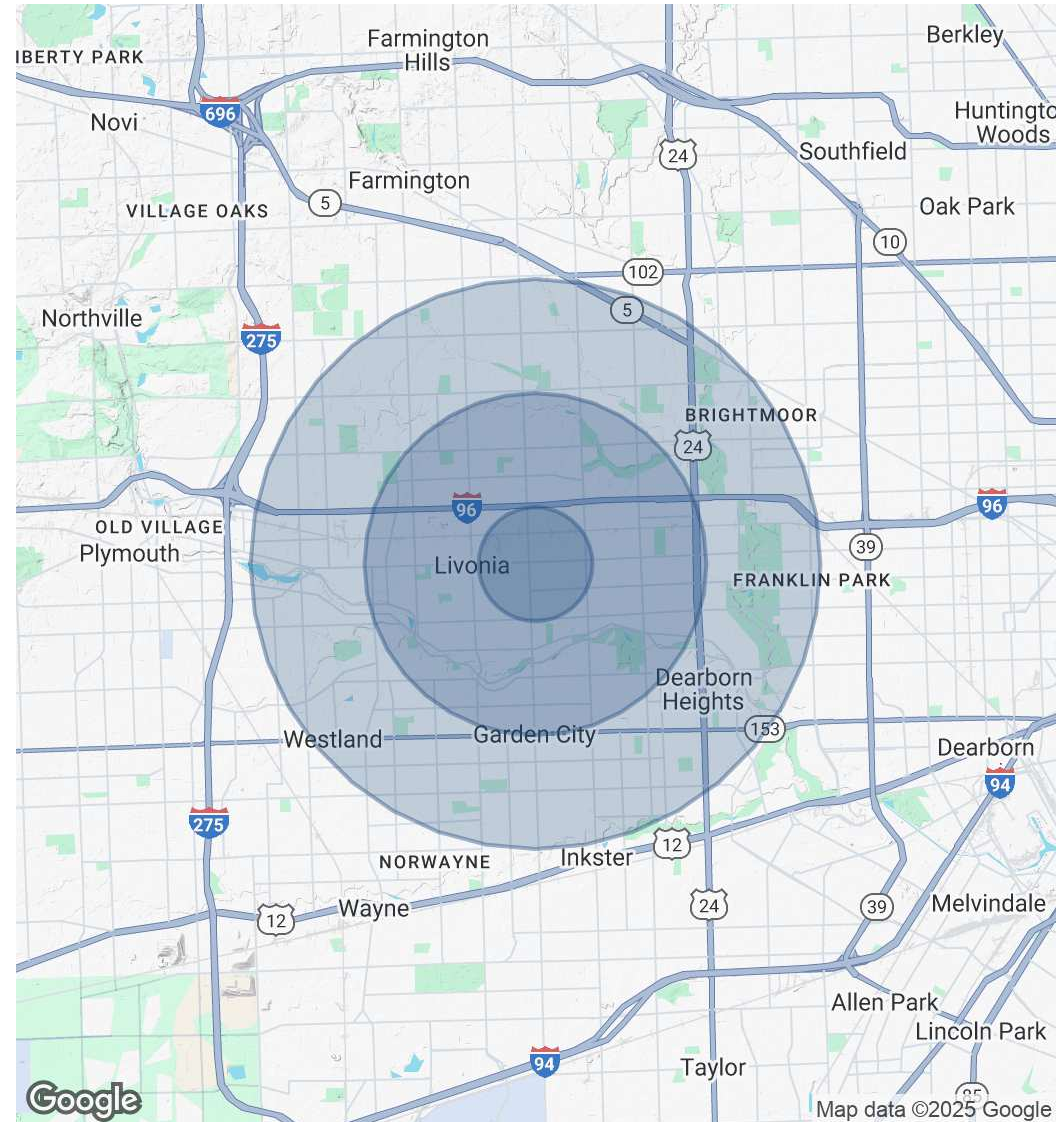 Berkley
Farmington
Hills
IBERTY PARK
696
Huntingto
Woods
Novi
Southfield
24
Farmington
5
VILLAGE OAKS
Oak Park
10
102
5
Northville
275
BRIGHTMOOR
24
96
96
OLD VILLAGE
Plymouth
39
Livonia
FRANKLIN PARK
Dearborn
Heights
153
Garden City
Westland
Dearborn
94
275
12
NORWAYNE
Inkster
Wayne
12
24
39
Melvindale
Allen Park
Lincoln Park
94
Taylor
85
Google
Map data ©2025 Google